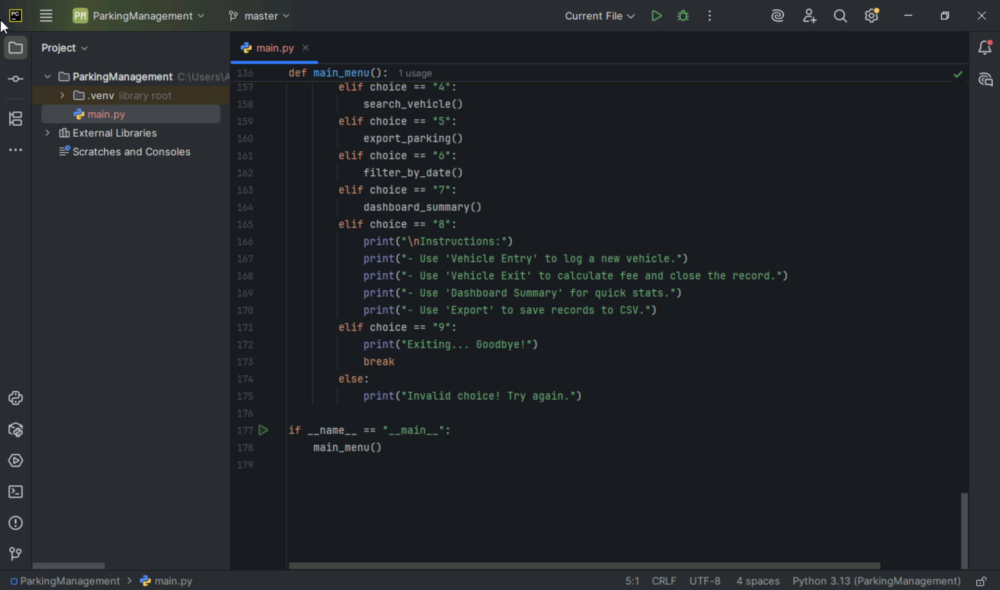 PC
PM ParkingManagement
master
Current File
Project
main.py
ParkingManagement C:\Users\A
.venv library root
main.py
External Libraries
Scratches and Consoles
136 def main_menu(): 1 usage
157 elif choice == "4":
158 search_vehicle()
159 elif choice == "5":
160 export_parking()
161 elif choice == "6":
162 filter_by_date()
163 elif choice == "7":
164 dashboard_summary()
165 elif choice == "8":
166 print("\nInstructions:")
167 print("- Use 'Vehicle Entry' to log a new vehicle.")
168 print("- Use 'Vehicle Exit' to calculate fee and close the record.")
169 print("- Use 'Dashboard Summary' for quick stats.")
170 print("- Use 'Export' to save records to CSV.")
171 elif choice == "9":
172 print("Exiting... Goodbye!")
173 break
174 else:
175 print("Invalid choice! Try again.")
176
177 if __name__ == "__main__":
178 main_menu()
179
ParkingManagement > main.py
5:1 CRLF UTF-8 4 spaces Python 3.13 (ParkingManagement)